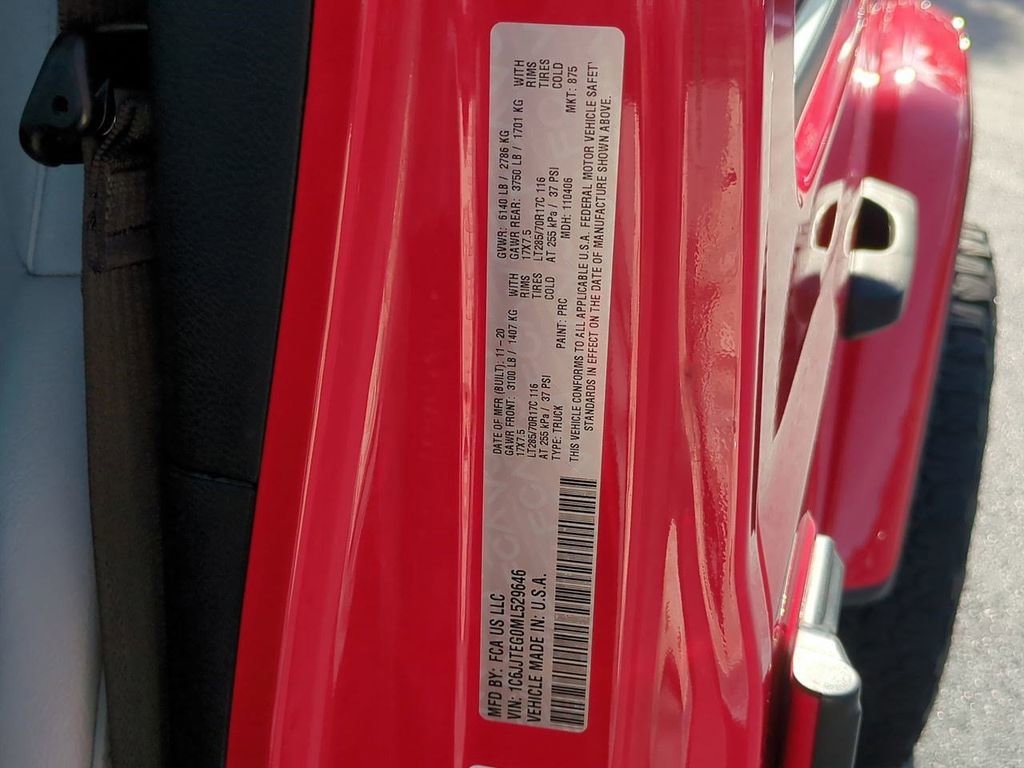 MFD BY: FCA US LLC
VIN: 1C6JJTEG0ML529646
VEHICLE MADE IN: U.S.A.
DATE OF MFR (BUILT): 11-20
GVWR: 6140 LB / 2786 KG
GAWR FRONT: 3100 LB / 1407 KG WITH
17X7.5 RIMS
LT285/70R17C 116 TIRES
AT 255 kPa / 37 PSI COLD
GAWR REAR: 3750 LB / 1701 KG WITH
17X7.5 RIMS
LT285/70R17C 116 TIRES
AT 255 kPa / 37 PSI COLD
TYPE: TRUCK PAINT: PRC MDH: 110406 MKT: 875
THIS VEHICLE CONFORMS TO ALL APPLICABLE U.S.A. FEDERAL MOTOR VEHICLE SAFETY
STANDARDS IN EFFECT ON THE DATE OF MANUFACTURE SHOWN ABOVE.